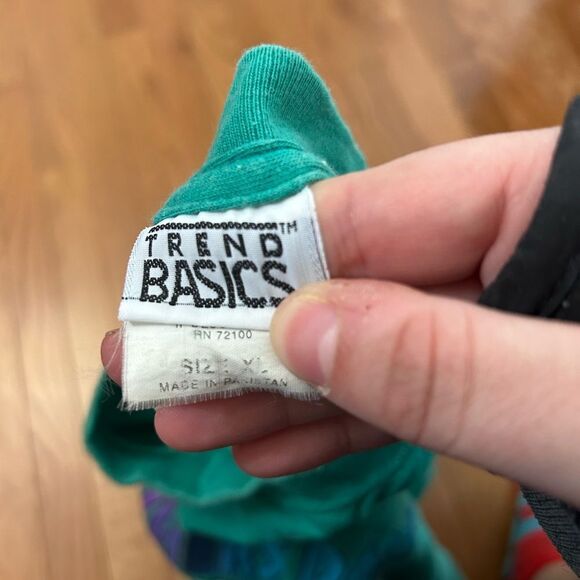 TREND™
BASICS
RN 72100
SIZE XL
MADE IN PAKISTAN